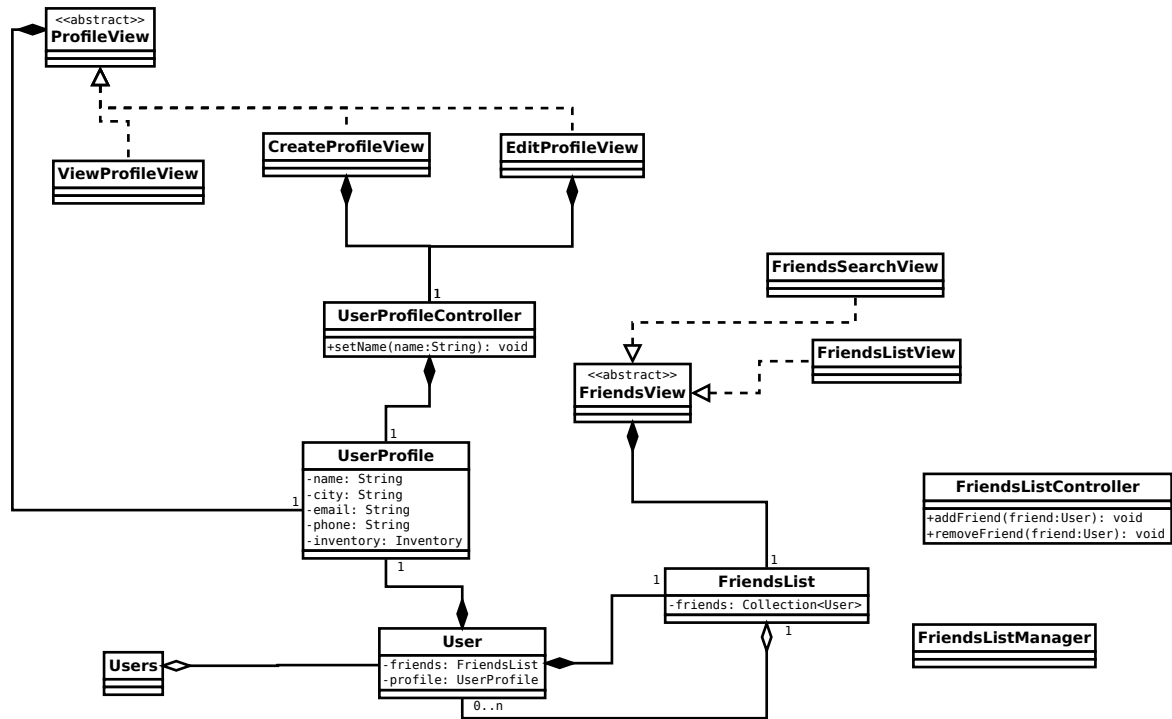 <<abstract>>
ProfileView
CreateProfileView
EditProfileView
ViewProfileView
FriendsSearchView
1
UserProfileController
+setName(name:String): void
FriendsListView
<<abstract>>
FriendsView
1
UserProfile
-name: String
-city: String
-email: String
-phone: String
-inventory: Inventory
1
FriendsListController
+addFriend(friend:User): void
+removeFriend(friend:User): void
1
1
1
FriendsList
-friends: Collection<User>
1
User
-friends: FriendsList
-profile: UserProfile
0..n
Users
FriendsListManager